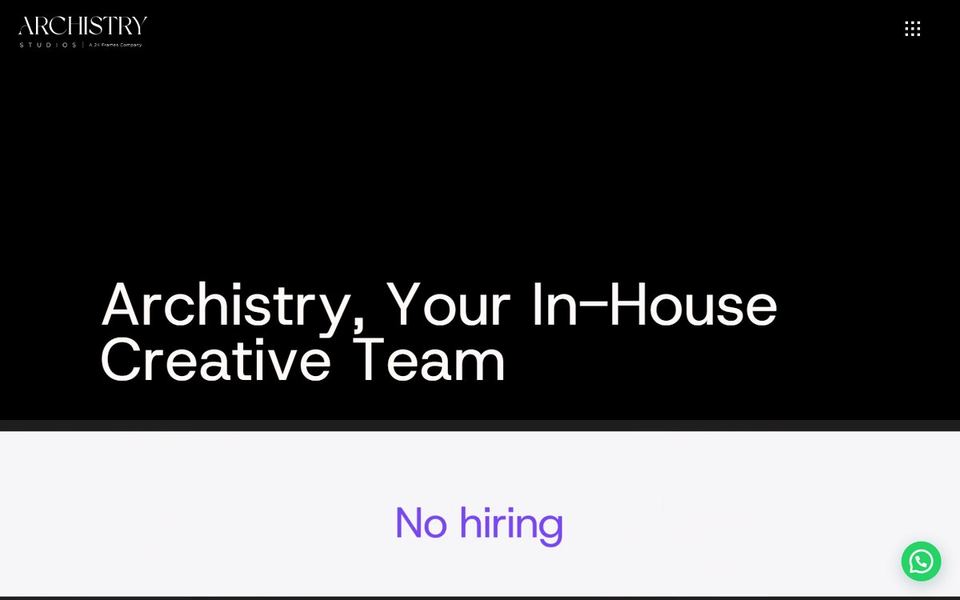 ARCHISTRY
STUDIOS | A 24 Frames Company
Archistry, Your In-House
Creative Team
No hiring